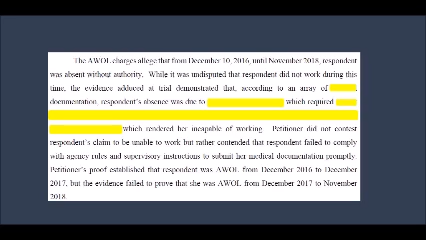 The AWOL charges allege that from December 10, 2016, until November 2018, respondent
was absent without authority. While it was undisputed that respondent did not work during this
time, the evidence adduced at trial demonstrated that, according to an array of
documentation, respondent's absence was due to which required
which rendered her incapable of working. Petitioner did not contest
respondent's claim to be unable to work but rather contended that respondent failed to comply
with agency rules and supervisory instructions to submit her medical documentation promptly.
Petitioner's proof established that respondent was AWOL from December 2016 to December
2017, but the evidence failed to prove that she was AWOL from December 2017 to November
2018.